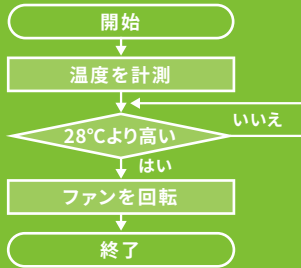 開始
温度を計測
いいえ
28℃より高い
はい
ファンを回転
終了